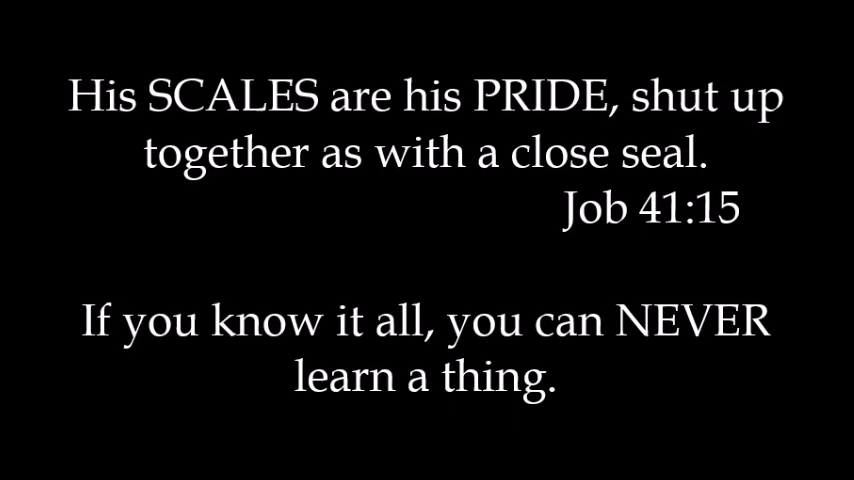 His SCALES are his PRIDE, shut up
together as with a close seal.
Job 41:15
If you know it all, you can NEVER
learn a thing.